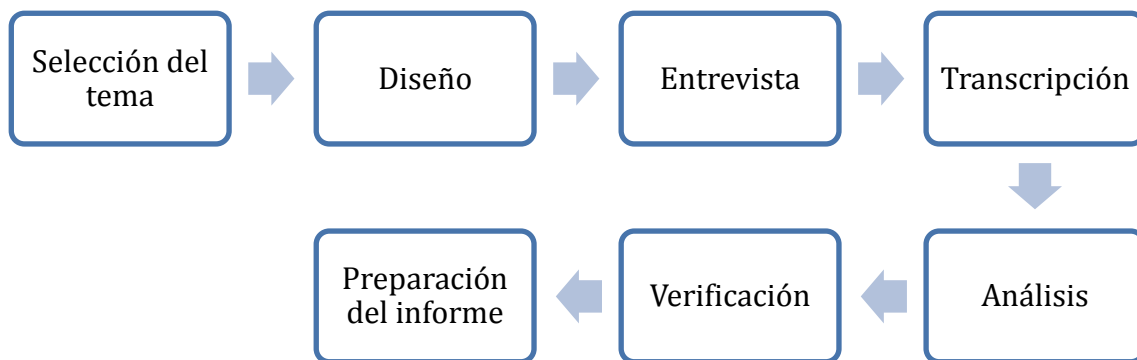 Selección del
tema
Diseño
Entrevista
Transcripción
Análisis
Verificación
Preparación
del informe